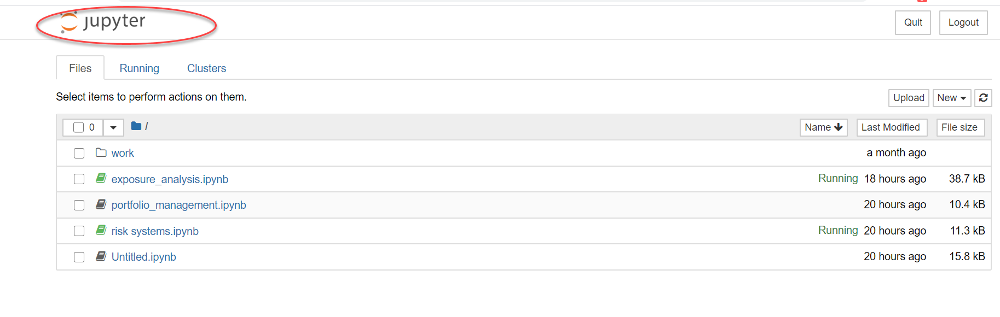 jupyter
Quit Logout
Files Running Clusters
Select items to perform actions on them.
Upload New
0 / Name Last Modified File size
work a month ago
exposure_analysis.ipynb Running 18 hours ago 38.7 kB
portfolio_management.ipynb 20 hours ago 10.4 kB
risk systems.ipynb Running 20 hours ago 11.3 kB
Untitled.ipynb 20 hours ago 15.8 kB